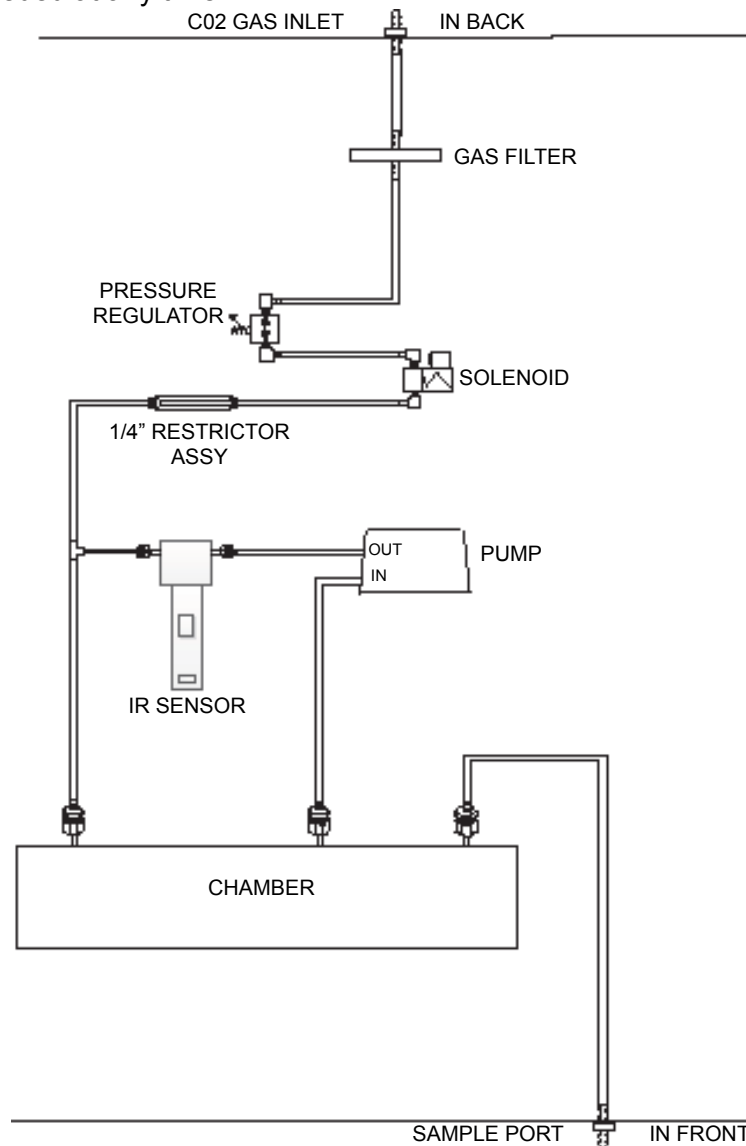 C02 GAS INLET
IN BACK
GAS FILTER
PRESSURE
REGULATOR
SOLENOID
1/4” RESTRICTOR
ASSY
OUT
IN
PUMP
IR SENSOR
CHAMBER
SAMPLE PORT
IN FRONT